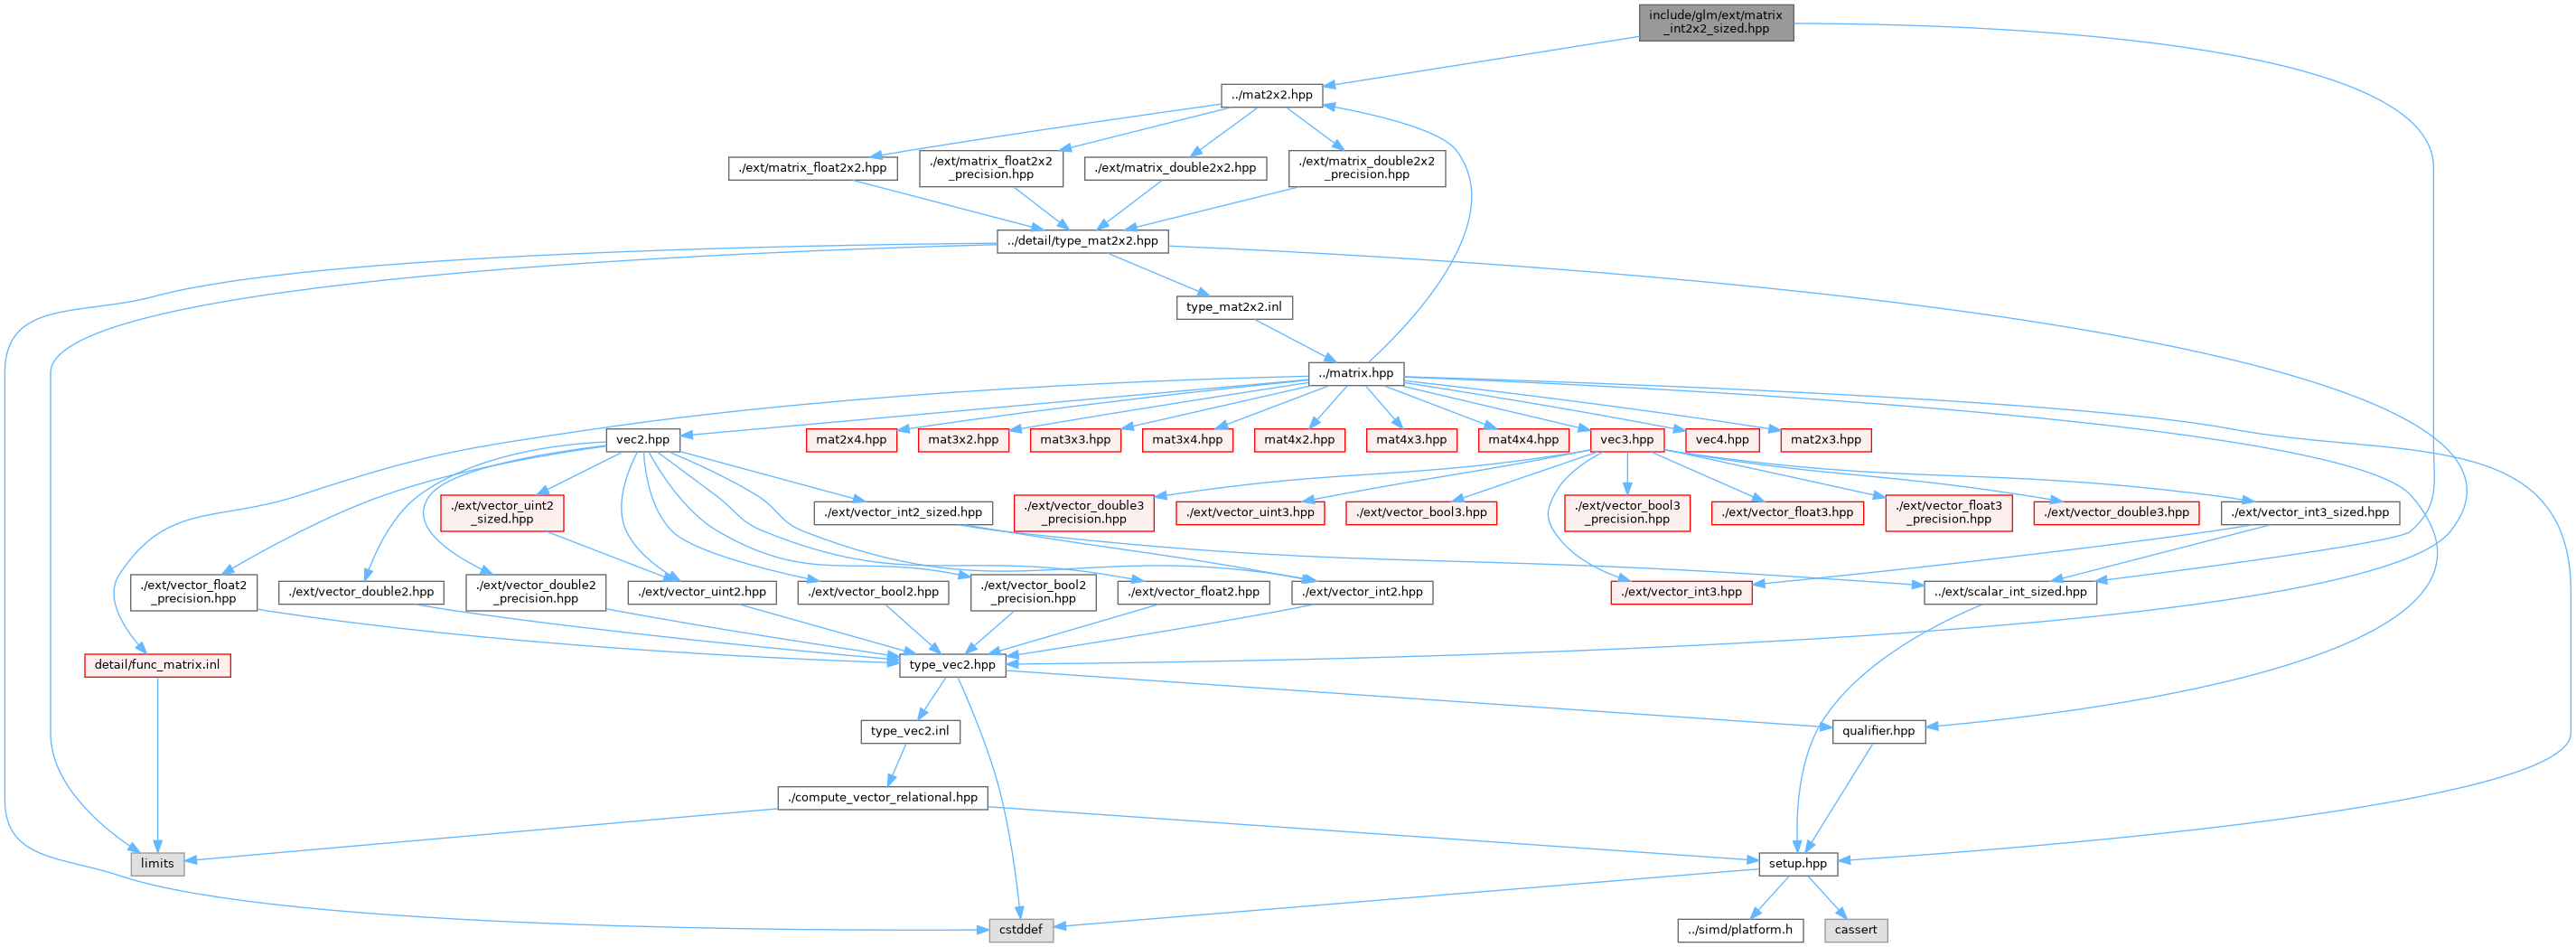 include/glm/ext/matrix
_int2x2_sized.hpp
../mat2x2.hpp
./ext/matrix_float2x2.hpp
./ext/matrix_float2x2
_precision.hpp
./ext/matrix_double2x2.hpp
./ext/matrix_double2x2
_precision.hpp
../detail/type_mat2x2.hpp
type_mat2x2.inl
../matrix.hpp
vec2.hpp
mat2x4.hpp
mat3x2.hpp
mat3x3.hpp
mat3x4.hpp
mat4x2.hpp
mat4x3.hpp
mat4x4.hpp
vec3.hpp
vec4.hpp
mat2x3.hpp
./ext/vector_uint2
_sized.hpp
./ext/vector_int2_sized.hpp
./ext/vector_double3
_precision.hpp
./ext/vector_uint3.hpp
./ext/vector_bool3.hpp
./ext/vector_bool3
_precision.hpp
./ext/vector_float3.hpp
./ext/vector_float3
_precision.hpp
./ext/vector_double3.hpp
./ext/vector_int3_sized.hpp
./ext/vector_float2
_precision.hpp
./ext/vector_double2.hpp
./ext/vector_double2
_precision.hpp
./ext/vector_uint2.hpp
./ext/vector_bool2.hpp
./ext/vector_bool2
_precision.hpp
./ext/vector_float2.hpp
./ext/vector_int2.hpp
./ext/vector_int3.hpp
../ext/scalar_int_sized.hpp
detail/func_matrix.inl
type_vec2.hpp
type_vec2.inl
qualifier.hpp
./compute_vector_relational.hpp
limits
setup.hpp
cstddef
../simd/platform.h
cassert